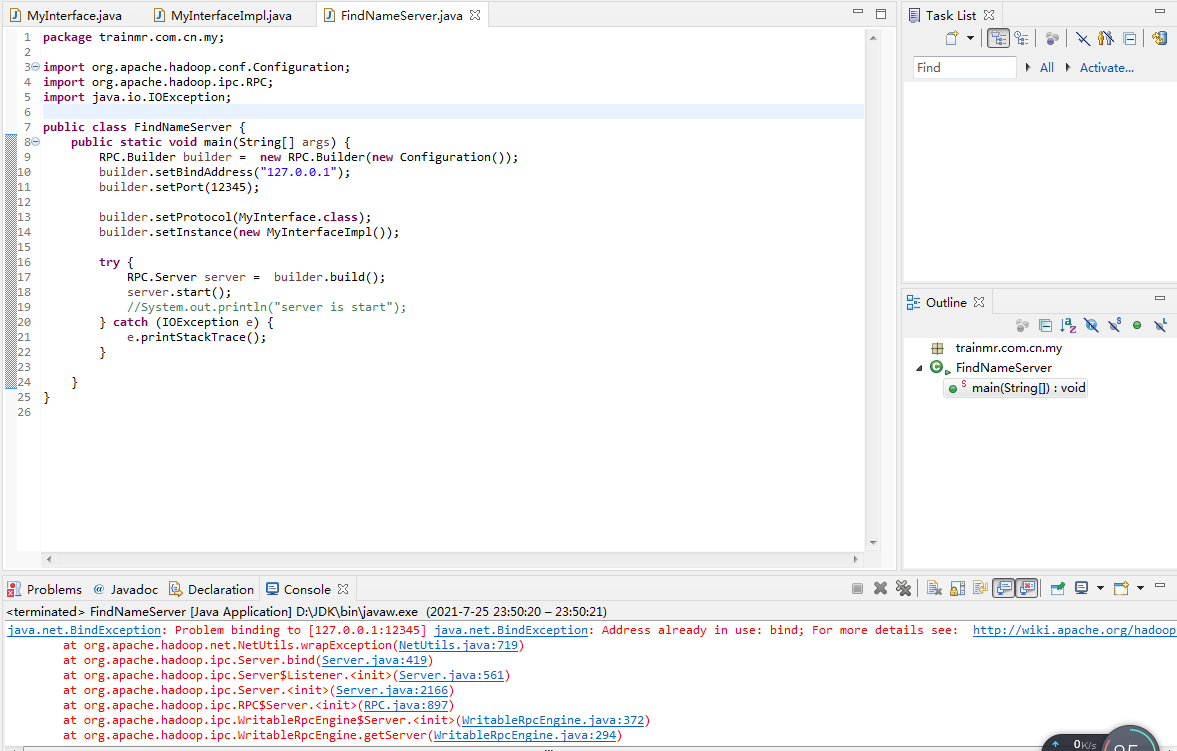 MyInterface.java MyInterfaceImpl.java FindNameServer.java
1 package trainmr.com.cn.my;
2
3 import org.apache.hadoop.conf.Configuration;
4 import org.apache.hadoop.ipc.RPC;
5 import java.io.IOException;
6
7 public class FindNameServer {
8 public static void main(String[] args) {
9 RPC.Builder builder =  new RPC.Builder(new Configuration());
10 builder.setBindAddress("127.0.0.1");
11 builder.setPort(12345);
12
13 builder.setProtocol(MyInterface.class);
14 builder.setInstance(new MyInterfaceImpl());
15
16 try {
17 RPC.Server server =  builder.build();
18 server.start();
19 //System.out.println("server is start");
20 } catch (IOException e) {
21 e.printStackTrace();
22 }
23
24 }
25 }
26
Task List
Find All Activate...
Outline
trainmr.com.cn.my
FindNameServer
S main(String[]) : void
Problems @ Javadoc Declaration Console
<terminated> FindNameServer [Java Application] D:\JDK\bin\javaw.exe (2021-7-25 23:50:20 – 23:50:21)
java.net.BindException: Problem binding to [127.0.0.1:12345] java.net.BindException: Address already in use: bind; For more details see:  http://wiki.apache.org/hadoop
at org.apache.hadoop.net.NetUtils.wrapException(NetUtils.java:719)
at org.apache.hadoop.ipc.Server.bind(Server.java:419)
at org.apache.hadoop.ipc.Server$Listener.<init>(Server.java:561)
at org.apache.hadoop.ipc.Server.<init>(Server.java:2166)
at org.apache.hadoop.ipc.RPC$Server.<init>(RPC.java:897)
at org.apache.hadoop.ipc.WritableRpcEngine$Server.<init>(WritableRpcEngine.java:372)
at org.apache.hadoop.ipc.WritableRpcEngine.getServer(WritableRpcEngine.java:294)
0K/s